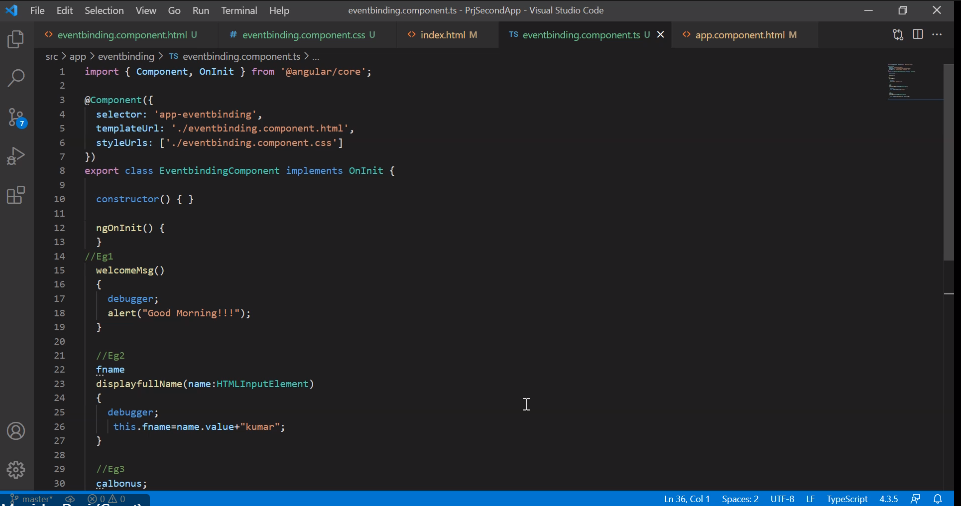 File Edit Selection View Go Run Terminal Help eventbinding.component.ts - PrjSecondApp - Visual Studio Code
eventbinding.component.html U eventbinding.component.css U index.html M TS eventbinding.component.ts U app.component.html M
src > app > eventbinding > TS eventbinding.component.ts > ...
1 import { Component, OnInit } from '@angular/core';
2
3 @Component({
4 selector: 'app-eventbinding',
5 templateUrl: './eventbinding.component.html',
6 styleUrls: ['./eventbinding.component.css']
7 })
8 export class EventbindingComponent implements OnInit {
9
10 constructor() { }
11
12 ngOnInit() {
13 }
14 //Eg1
15 welcomeMsg()
16 {
17 debugger;
18 alert("Good Morning!!!");
19 }
20
21 //Eg2
22 fname
23 displayfullName(name:HTMLInputElement)
24 {
25 debugger;
26 this.fname=name.value+"kumar";
27 }
28
29 //Eg3
30 calbonus;
7
master* 0 0 Ln 36, Col 1 Spaces: 2 UTF-8 LF TypeScript 4.3.5